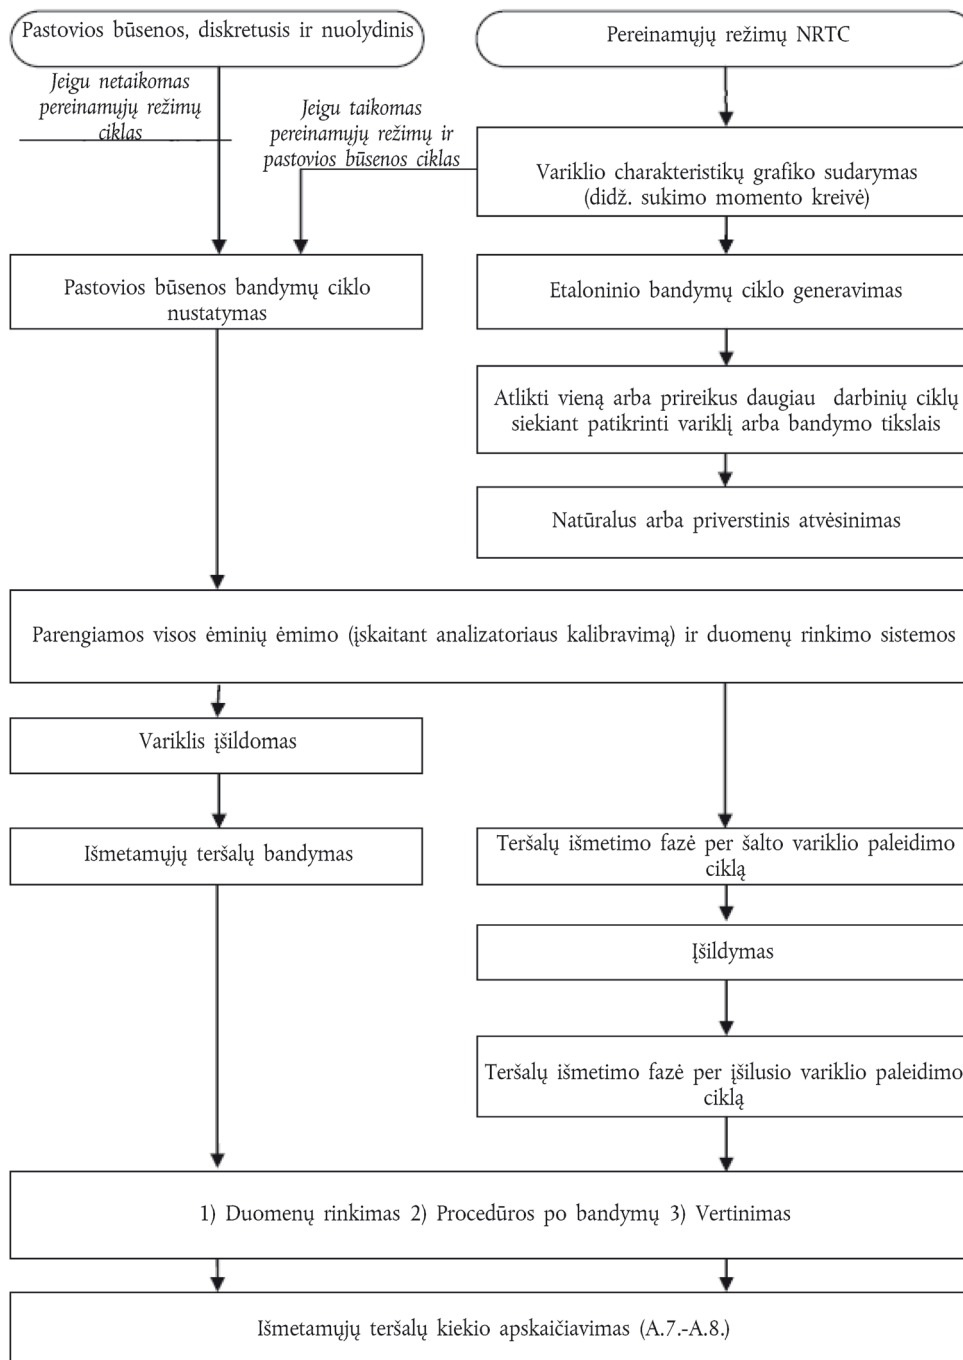 Pastovios būsenos, diskretusis ir nuolydinis
Pereinamųjų režimų NRTC
Jeigu netaikomas
pereinamųjų režimų
ciklas
Jeigu taikomas
pereinamųjų režimų ir
pastovios būsenos ciklas
Variklio charakteristikų grafiko sudarymas
(didž. sukimo momento kreivė)
Pastovios būsenos bandymų ciklo
nustatymas
Etaloninio bandymų ciklo generavimas
Atlikti vieną arba prireikus daugiau darbinių ciklų
siekiant patikrinti variklį arba bandymo tikslais
Natūralus arba priverstinis atvėsinimas
Parengiamos visos ėminių ėmimo (įskaitant analizatoriaus kalibravimą) ir duomenų rinkimo sistemos
Variklis įšildomas
Išmetamųjų teršalų bandymas
Teršalų išmetimo fazė per šalto variklio paleidimo
ciklą
Įšildymas
Teršalų išmetimo fazė per įšilusio variklio paleidimo
ciklą
1) Duomenų rinkimas 2) Procedūros po bandymų 3) Vertinimas
Išmetamųjų teršalų kiekio apskaičiavimas (A.7.-A.8.)